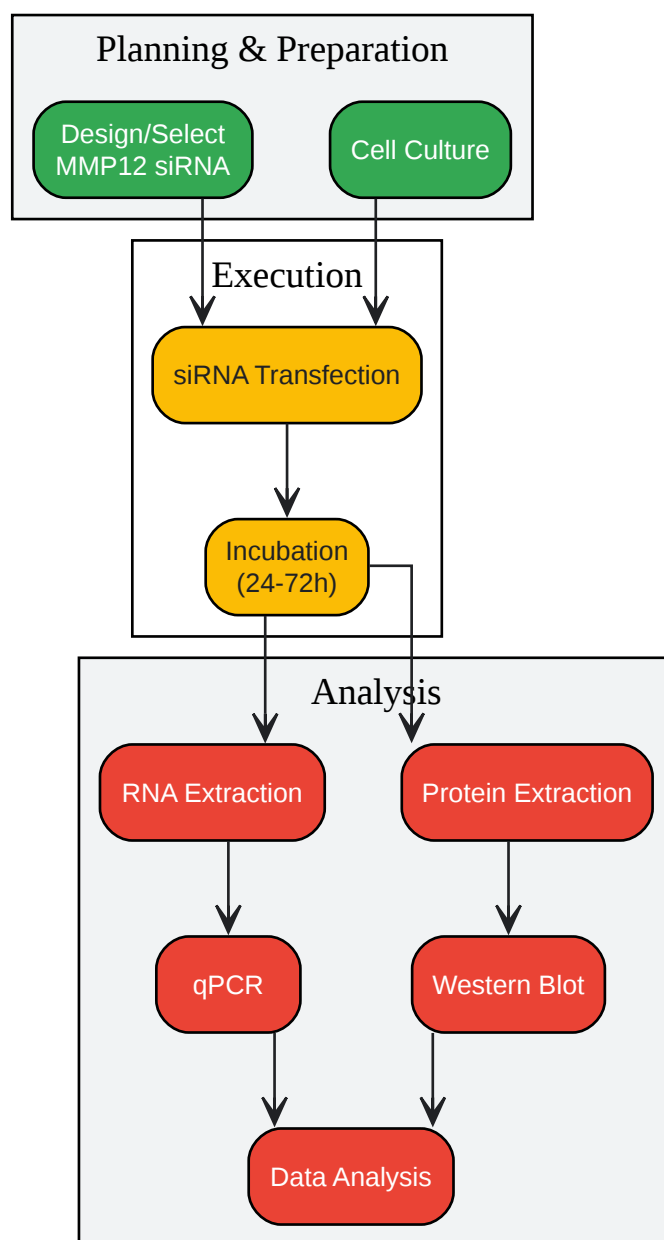 Planning & Preparation
Design/Select
MMP12 siRNA
Cell Culture
Execution
siRNA Transfection
Incubation
(24-72h)
Analysis
RNA Extraction
Protein Extraction
qPCR
Western Blot
Data Analysis